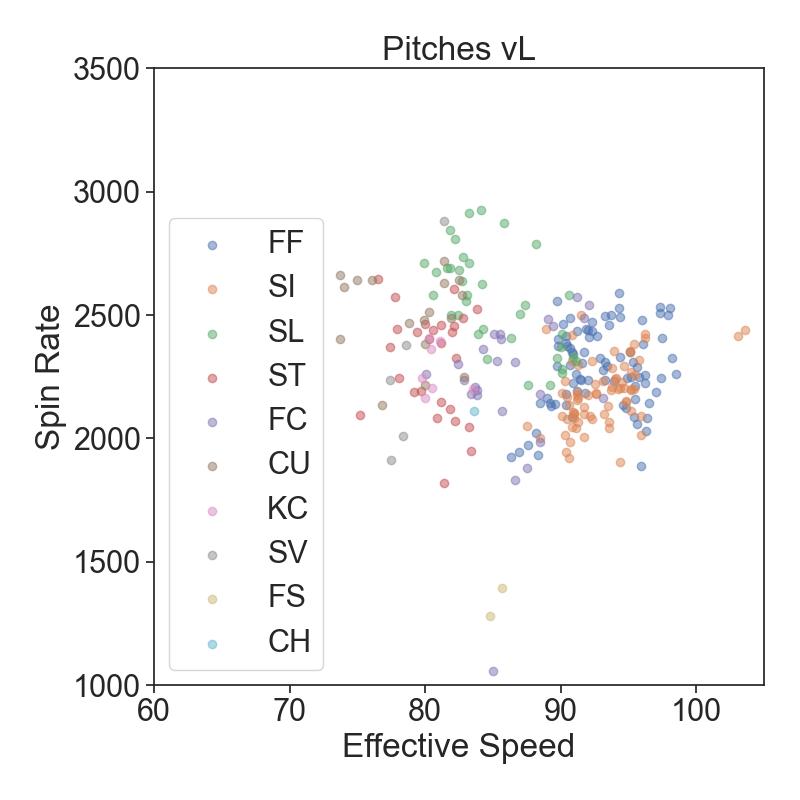 Pitches vL
3500
3000
2500
2000
1500
1000
Spin Rate
FF
SI
SL
ST
FC
CU
KC
SV
FS
CH
60 70 80 90 100
Effective Speed